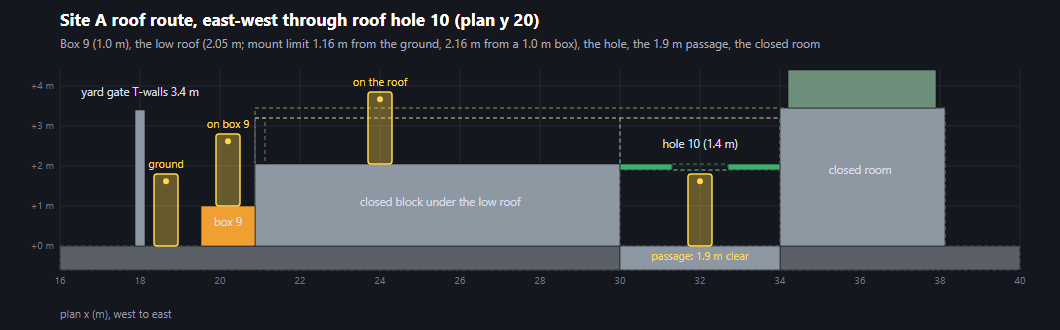 Site A roof route, east-west through roof hole 10 (plan y 20)
Box 9 (1.0 m), the low roof (2.05 m; mount limit 1.16 m from the ground, 2.16 m from a 1.0 m box), the hole, the 1.9 m passage, the closed room
+4 m
+3 m
+2 m
+1 m
+0 m
yard gate T-walls 3.4 m
ground
on box 9
box 9
on the roof
closed block under the low roof
hole 10 (1.4 m)
passage: 1.9 m clear
closed room
16 18 20 22 24 26 28 30 32 34 36 38 40
plan x (m), west to east